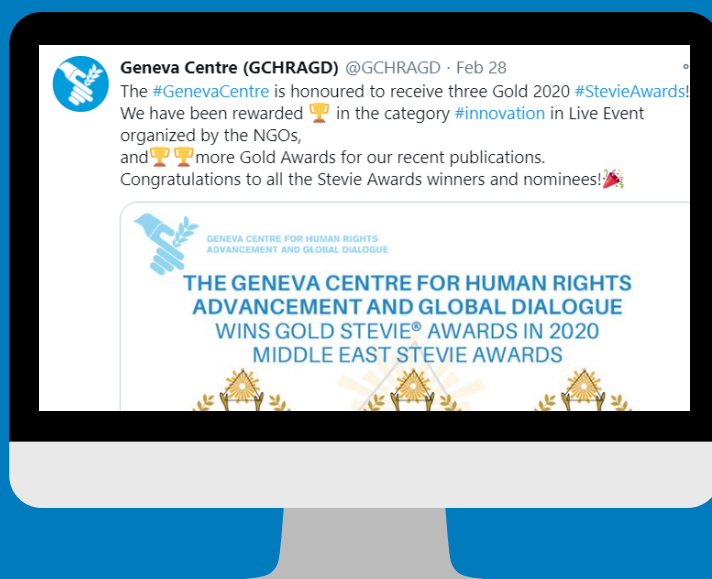 Geneva Centre (GCHRAGD) @GCHRAGD · Feb 28
The #GenevaCentre is honoured to receive three Gold 2020 #StevieAwards!
We have been rewarded 🏆 in the category #innovation in Live Event
organized by the NGOs,
and🏆🏆more Gold Awards for our recent publications.
Congratulations to all the Stevie Awards winners and nominees!🎉
GENEVA CENTRE FOR HUMAN RIGHTS
ADVANCEMENT AND GLOBAL DIALOGUE
THE GENEVA CENTRE FOR HUMAN RIGHTS
ADVANCEMENT AND GLOBAL DIALOGUE
WINS GOLD STEVIE® AWARDS IN 2020
MIDDLE EAST STEVIE AWARDS